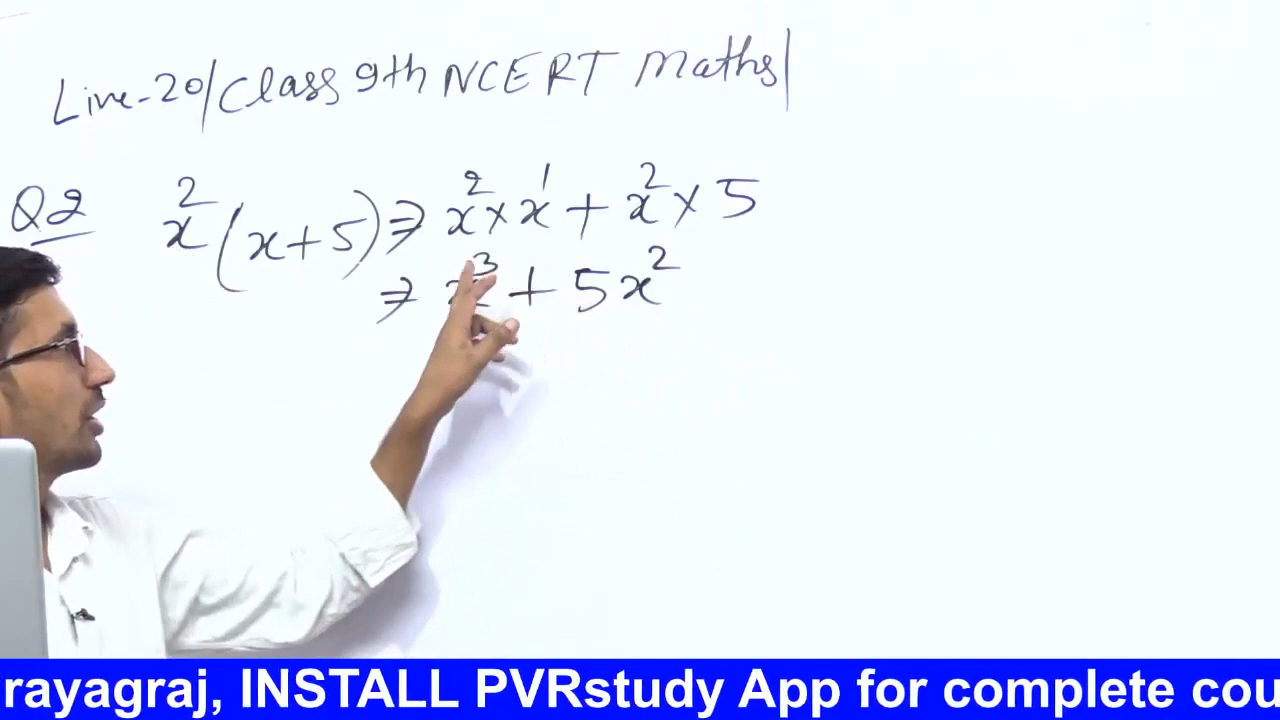 Live-20/Class 9th NCERT Maths/
Q2 x²(x+5) ⇒ x²×x¹+x²×5
⇒ x³+5x²
rayagraj, INSTALL PVRstudy App for complete cou